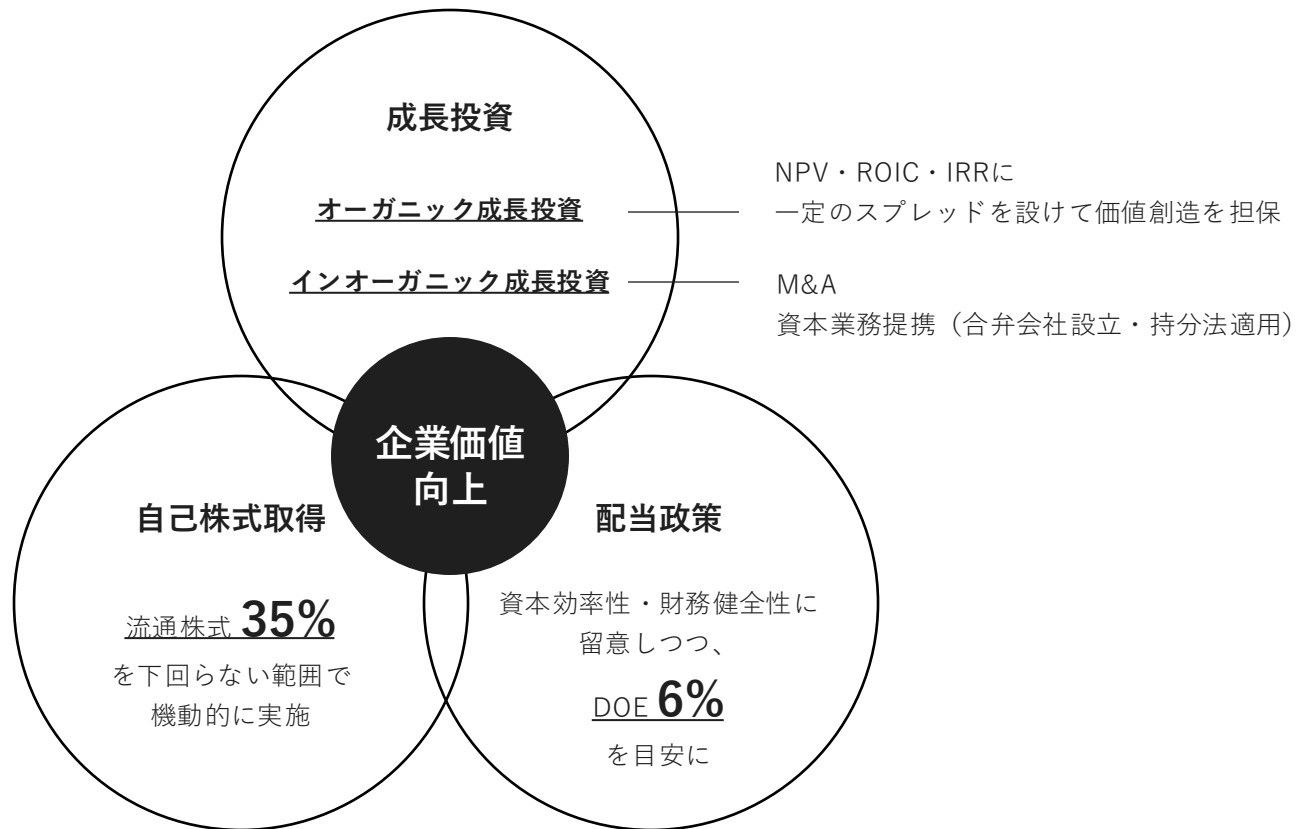 成長投資
オーガニック成長投資
NPV・ROIC・IRRに
一定のスプレッドを設けて価値創造を担保
インオーガニック成長投資
M&A
資本業務提携（合弁会社設立・持分法適用）
企業価値
向上
自己株式取得
流通株式 35%
を下回らない範囲で
機動的に実施
配当政策
資本効率性・財務健全性に
留意しつつ、
DOE 6%
を目安に